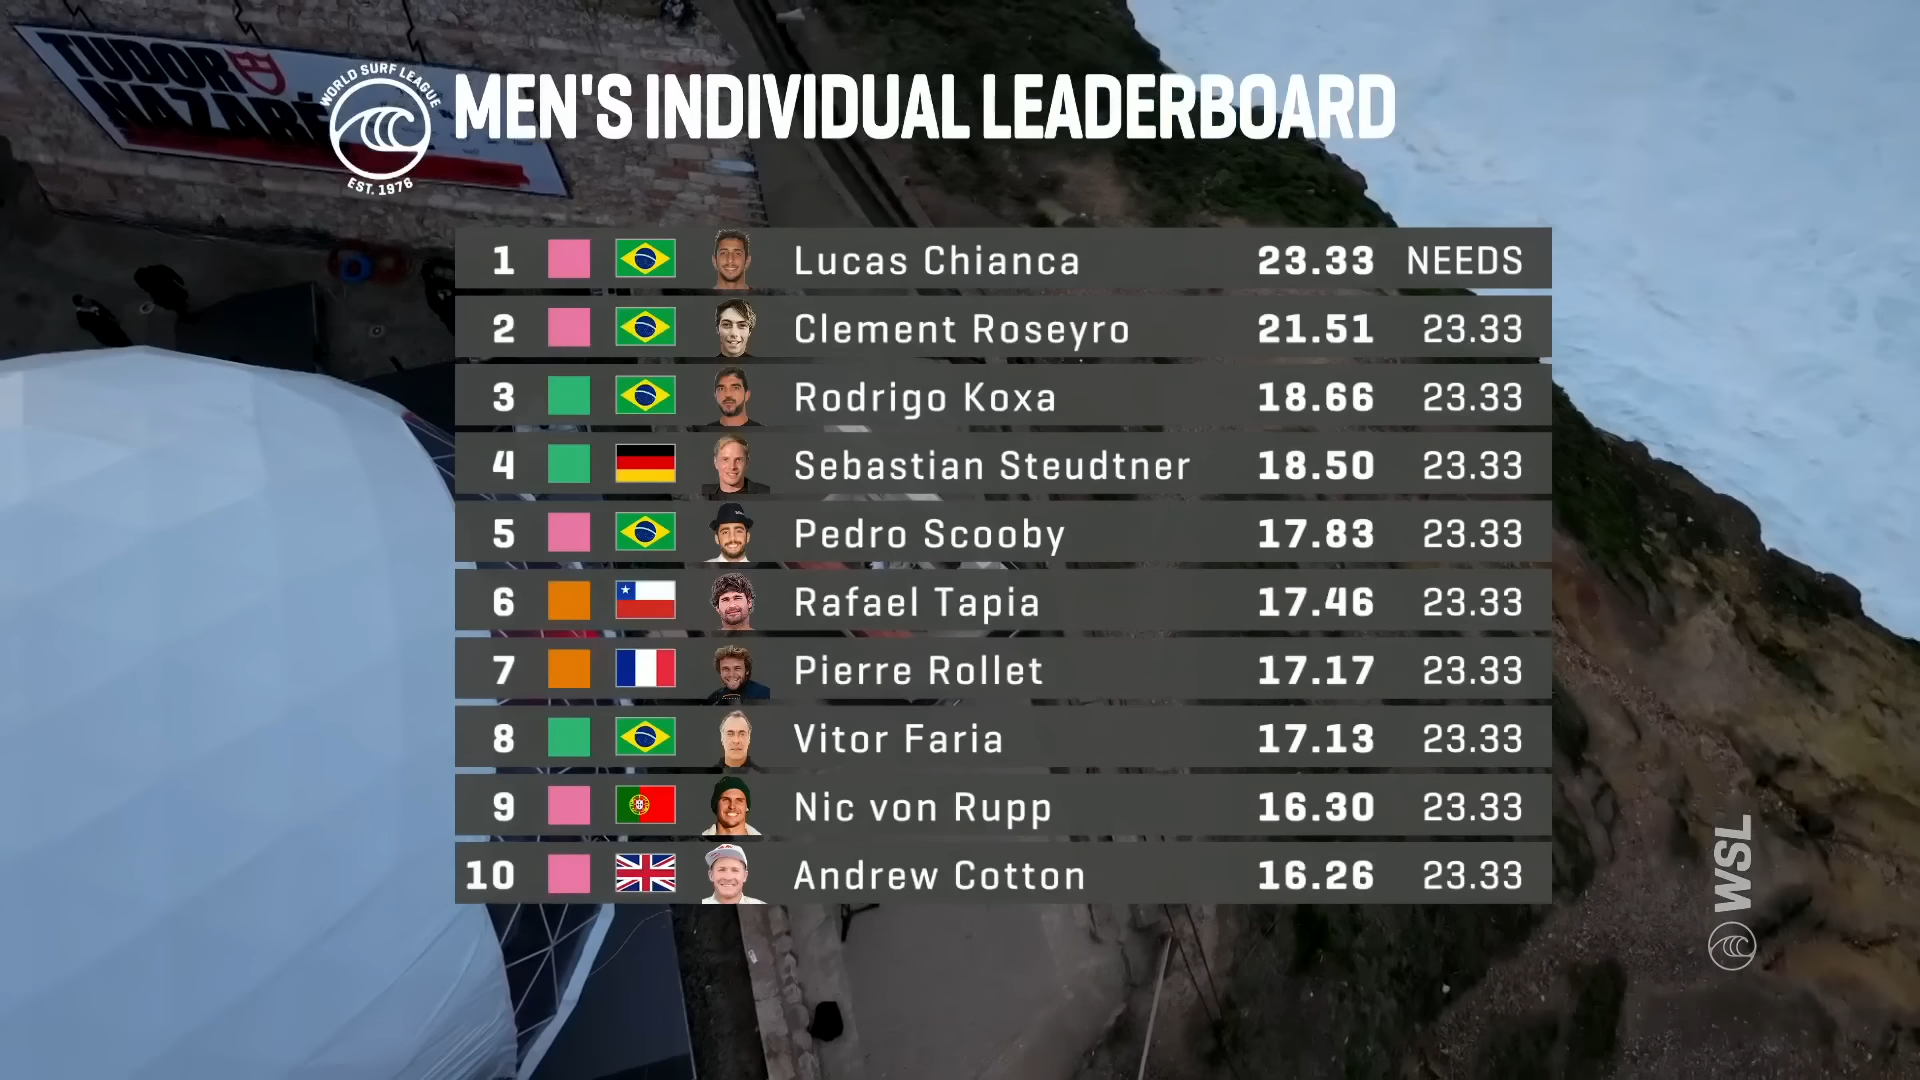 TUDOR
NAZARÉ
WORLD SURF LEAGUE
EST. 1976
MEN'S INDIVIDUAL LEADERBOARD
1 Lucas Chianca 23.33 NEEDS
2 Clement Roseyro 21.51 23.33
3 Rodrigo Koxa 18.66 23.33
4 Sebastian Steudtner 18.50 23.33
5 Pedro Scooby 17.83 23.33
6 Rafael Tapia 17.46 23.33
7 Pierre Rollet 17.17 23.33
8 Vitor Faria 17.13 23.33
9 Nic von Rupp 16.30 23.33
10 Andrew Cotton 16.26 23.33
WSL